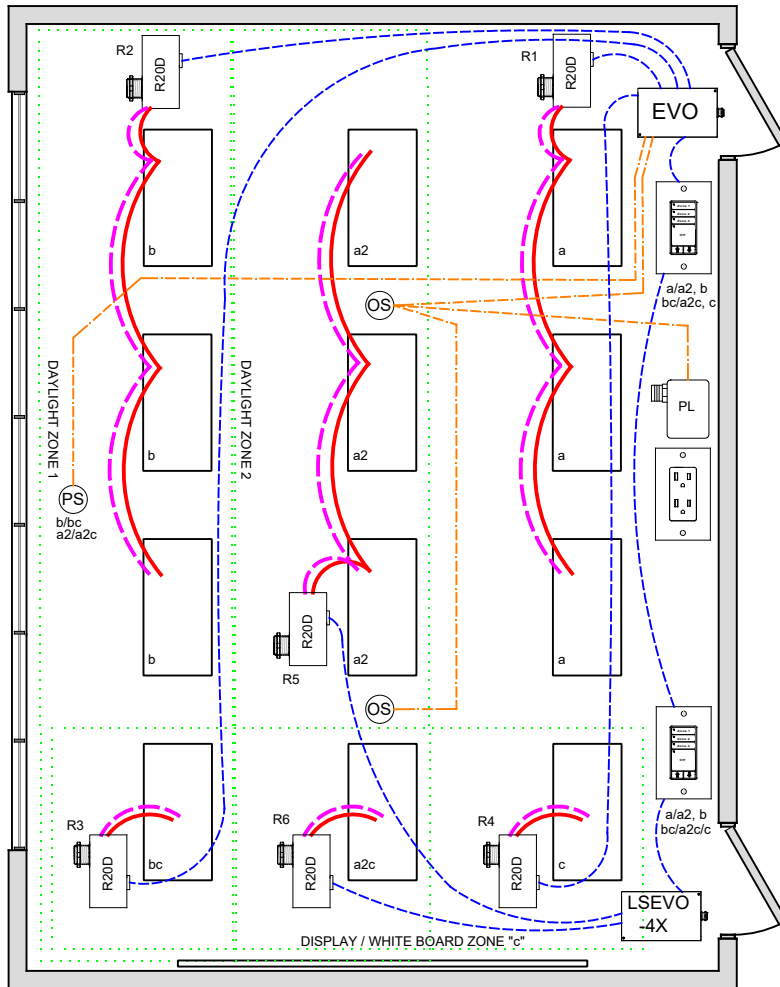 R2
R20D
R1
R20D
EVO
b
a2
a
a/a2, b
bc/a2c, c
OS
DAYLIGHT ZONE 1
DAYLIGHT ZONE 2
PL
b
a2
a
PS
b/bc
a2/a2c
R20D
R5
b
a2
a
OS
a/a2, b
bc/a2c/c
R3
R20D
bc
R6
R20D
a2c
R4
R20D
c
LSEVO
-4X
DISPLAY / WHITE BOARD ZONE "c"